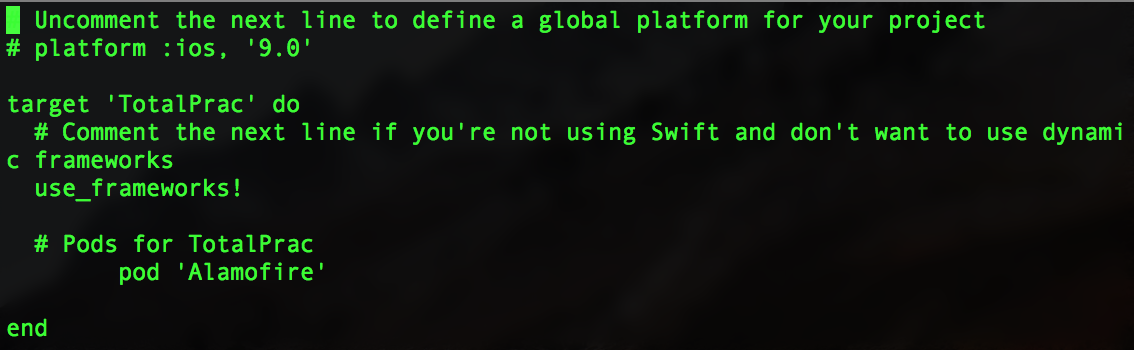 Uncomment the next line to define a global platform for your project
# platform :ios, '9.0'
target 'TotalPrac' do
# Comment the next line if you're not using Swift and don't want to use dynami
c frameworks
use_frameworks!
# Pods for TotalPrac
pod 'Alamofire'
end